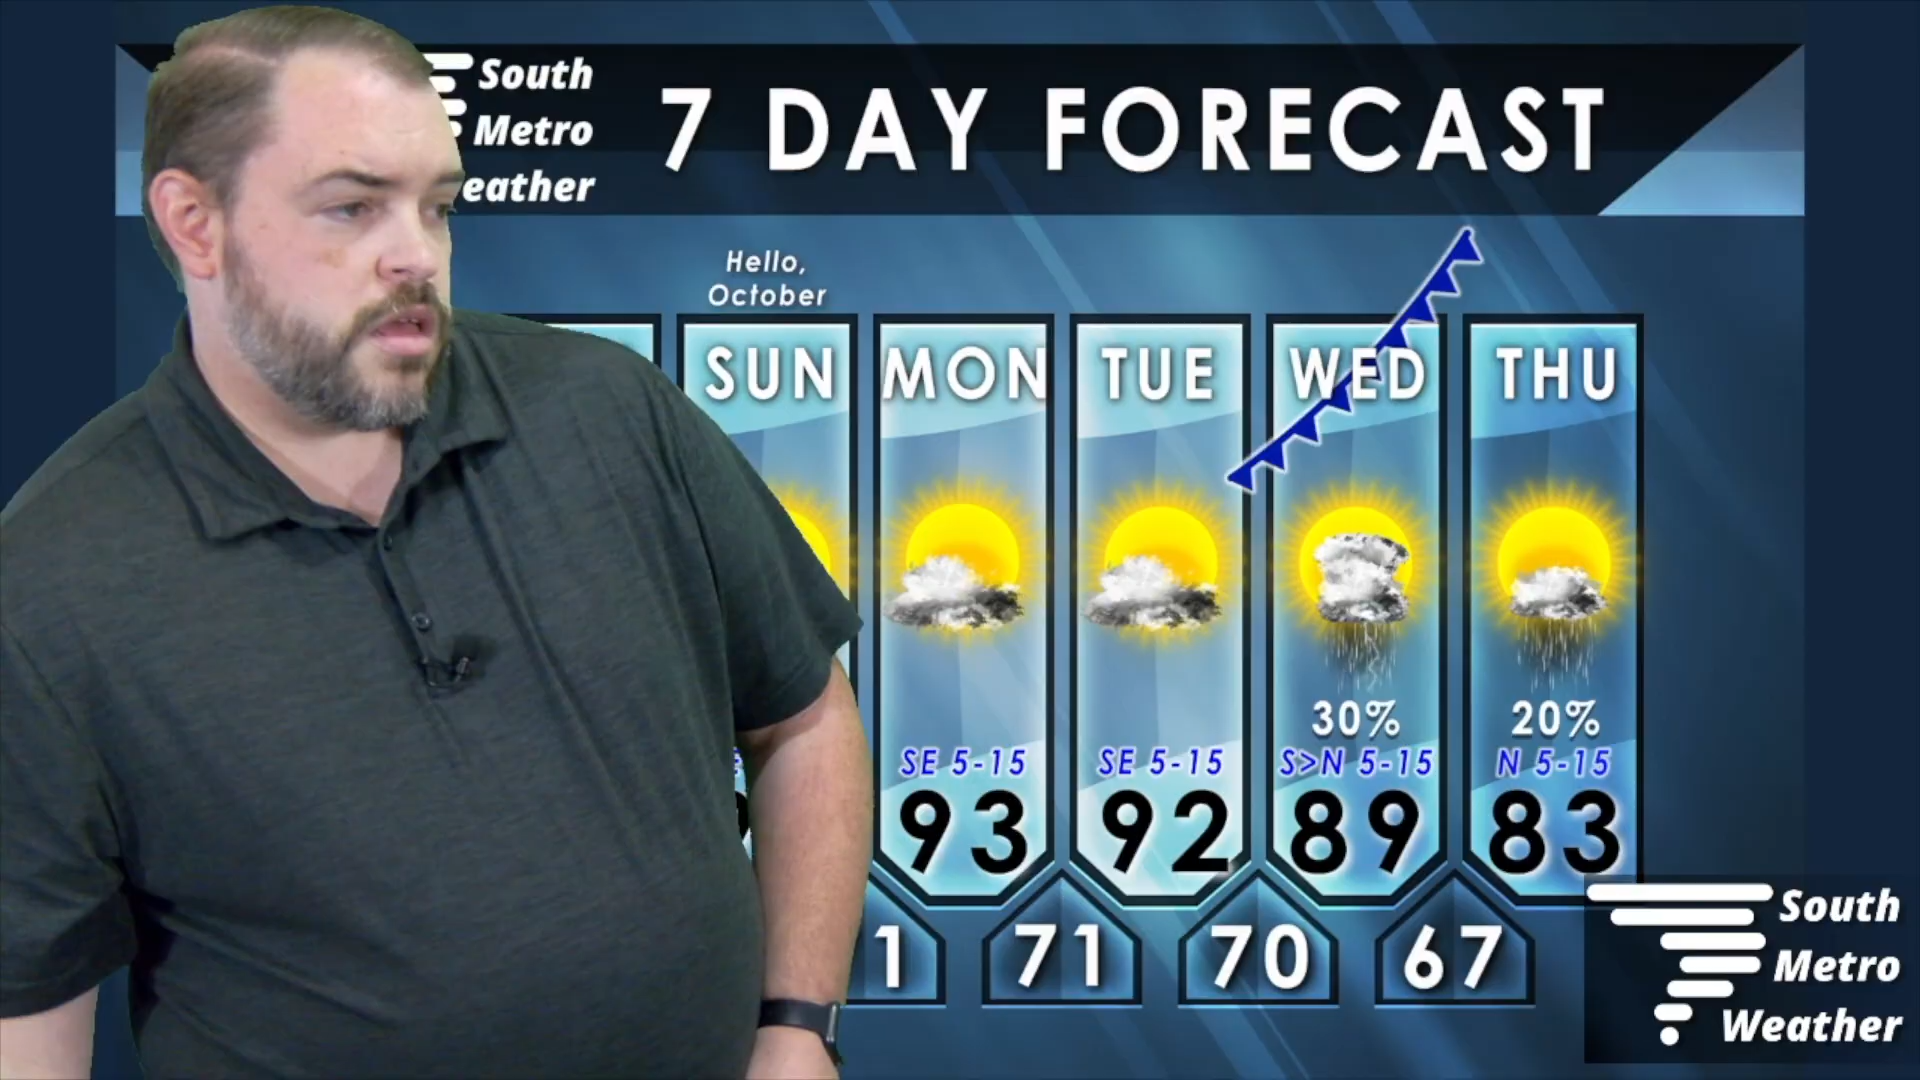 South
Metro
eather
7 DAY FORECAST
Hello,
October
SUN
MON
TUE
WED
THU
30%
20%
SE 5-15
SE 5-15
S>N 5-15
N 5-15
93
92
89
83
1
71
70
67
South
Metro
Weather